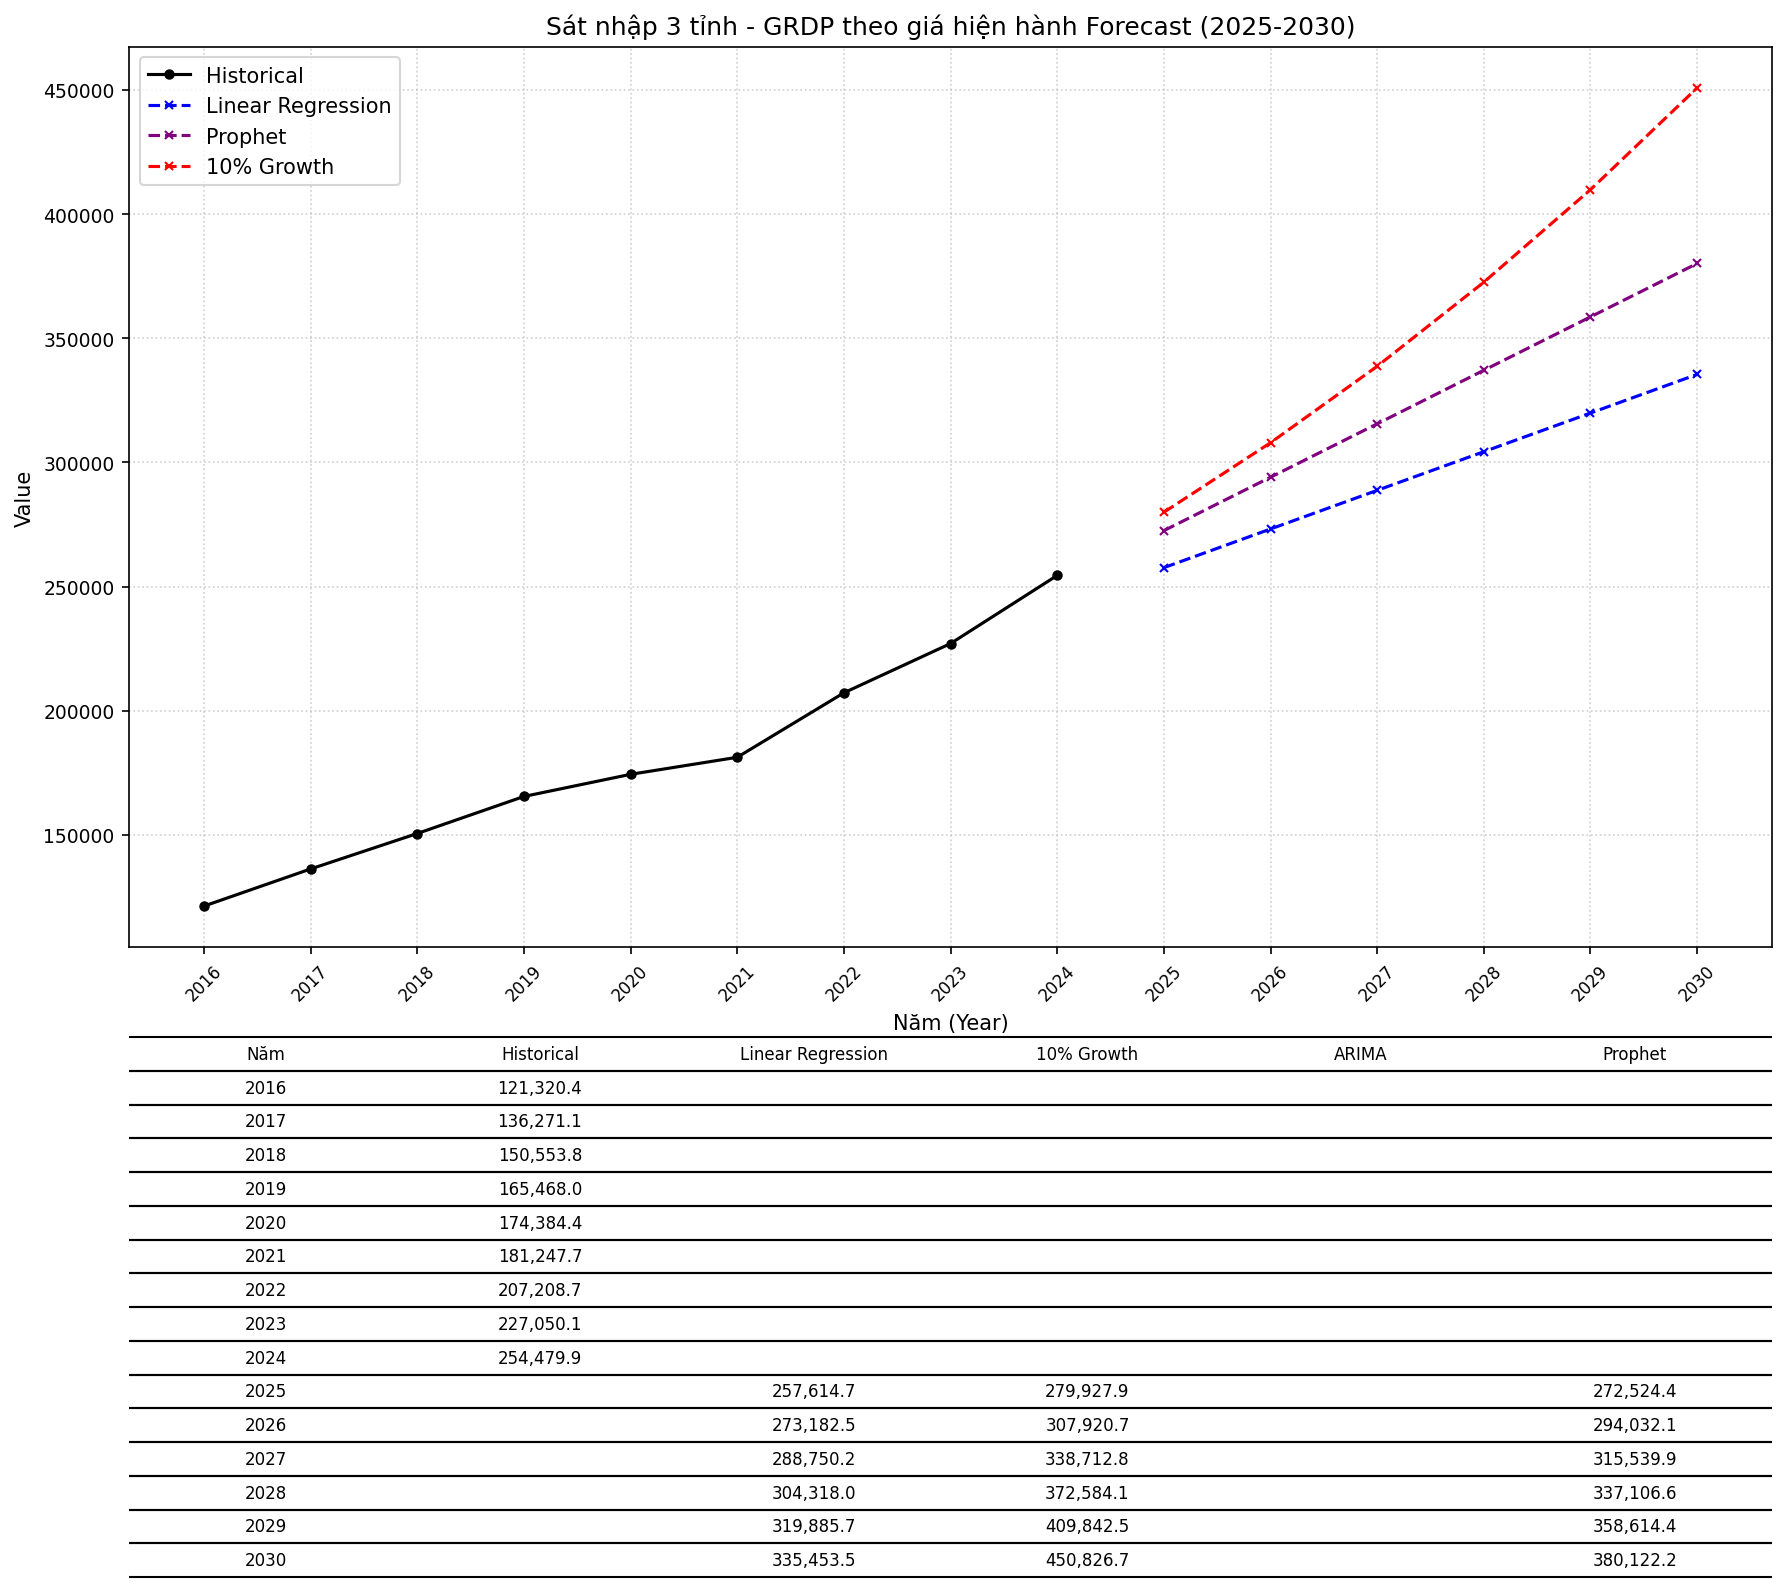 Sát nhập 3 tỉnh - GRDP theo giá hiện hành Forecast (2025-2030)
Historical
Linear Regression
Prophet
10% Growth
450000
400000
350000
300000
250000
200000
150000
Value
2016 2017 2018 2019 2020 2021 2022 2023 2024 2025 2026 2027 2028 2029 2030
Năm (Year)
Năm Historical Linear Regression 10% Growth ARIMA Prophet
2016 121,320.4
2017 136,271.1
2018 150,553.8
2019 165,468.0
2020 174,384.4
2021 181,247.7
2022 207,208.7
2023 227,050.1
2024 254,479.9
2025 257,614.7 279,927.9 272,524.4
2026 273,182.5 307,920.7 294,032.1
2027 288,750.2 338,712.8 315,539.9
2028 304,318.0 372,584.1 337,106.6
2029 319,885.7 409,842.5 358,614.4
2030 335,453.5 450,826.7 380,122.2